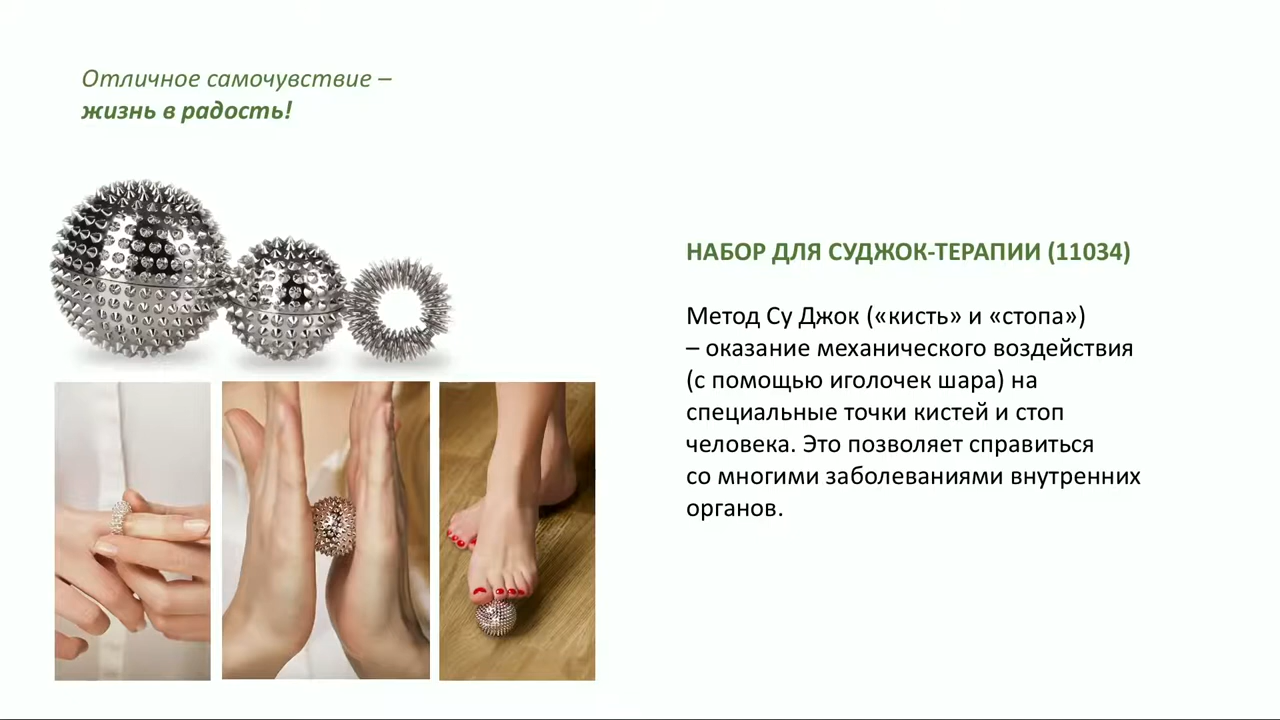 Отличное самочувствие –
жизнь в радость!
НАБОР ДЛЯ СУДЖОК-ТЕРАПИИ (11034)
Метод Су Джок («кисть» и «стопа»)
– оказание механического воздействия
(с помощью иголочек шара) на
специальные точки кистей и стоп
человека. Это позволяет справиться
со многими заболеваниями внутренних
органов.